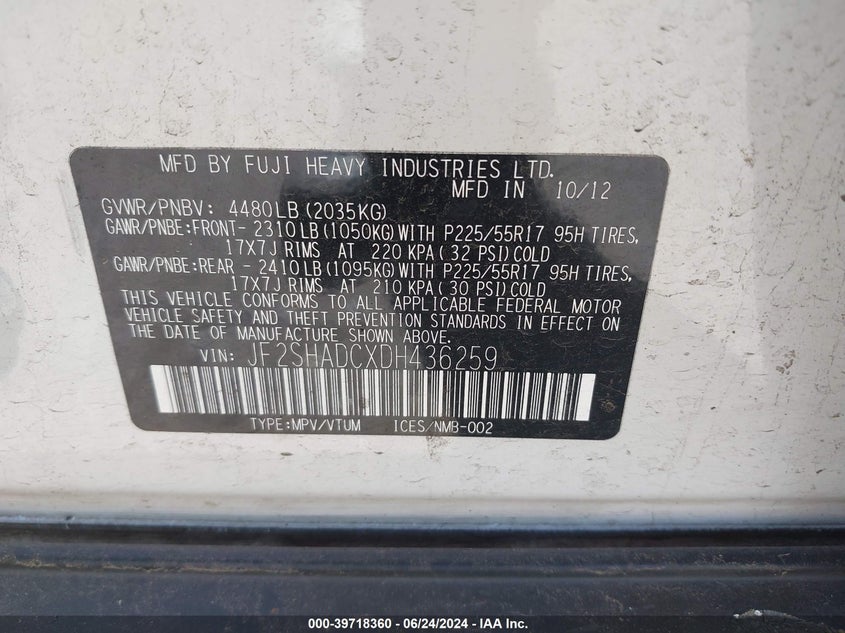 MFD BY FUJI HEAVY INDUSTRIES LTD.
MFD IN 10/12
GVWR/PNBV: 4480LB(2035KG)
GAWR/PNBE:FRONT- 2310LB(1050KG)WITH P225/55R17 95H TIRES,
17X7J RIMS AT 220 KPA(32 PSI)COLD
GAWR/PNBE:REAR - 2410LB(1095KG)WITH P225/55R17 95H TIRES,
17X7J RIMS AT 210 KPA(30 PSI)COLD
THIS VEHICLE CONFORMS TO ALL APPLICABLE FEDERAL MOTOR
VEHICLE SAFETY AND THEFT PREVENTION STANDARDS IN EFFECT ON
THE DATE OF MANUFACTURE SHOWN ABOVE.
VIN: JF2SHADCXDH436259
TYPE:MPV/VTUM ICES/NMB-002
000-39718360 - 06/24/2024 - IAA Inc.